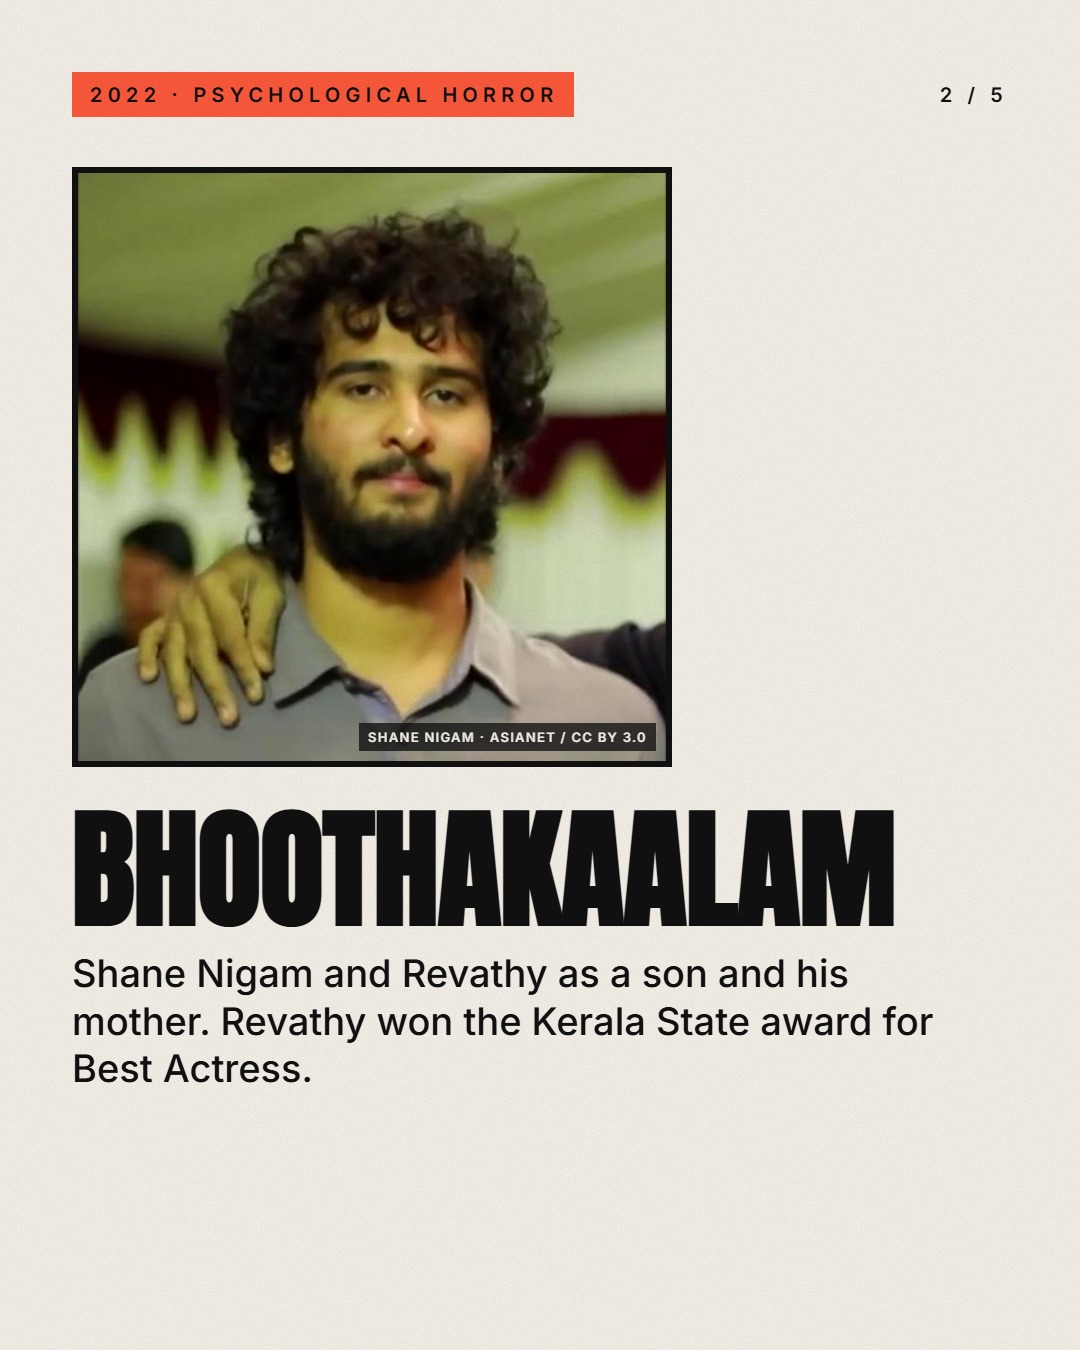 2022 · PSYCHOLOGICAL HORROR
2 / 5
SHANE NIGAM · ASIANET / CC BY 3.0
BHOOTHAKAALAM
Shane Nigam and Revathy as a son and his
mother. Revathy won the Kerala State award for
Best Actress.